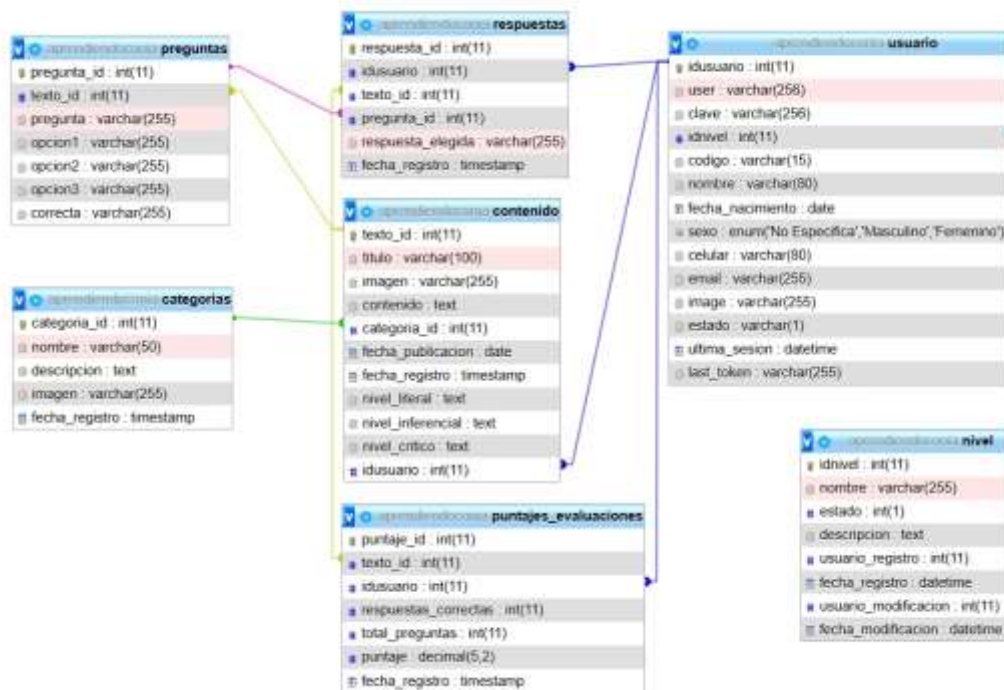 preguntas
pregunta_id : int(11)
texto_id : int(11)
pregunta : varchar(255)
opcion1 : varchar(255)
opcion2 : varchar(255)
opcion3 : varchar(255)
correcta : varchar(255)
categorias
categoria_id : int(11)
nombre : varchar(50)
descripcion : text
imagen : varchar(255)
fecha_registro : timestamp
respuestas
respuesta_id : int(11)
idusuario : int(11)
texto_id : int(11)
pregunta_id : int(11)
respuesta_elegida : varchar(255)
fecha_registro : timestamp
contenido
texto_id : int(11)
titulo : varchar(100)
imagen : varchar(255)
contenido : text
categoria_id : int(11)
fecha_publicacion : date
fecha_registro : timestamp
nivel_literal : text
nivel_inferencial : text
nivel_critico : text
idusuario : int(11)
puntajes_evaluaciones
puntaje_id : int(11)
texto_id : int(11)
idusuario : int(11)
respuestas_correctas : int(11)
total_preguntas : int(11)
puntaje : decimal(5,2)
fecha_registro : timestamp
usuario
idusuario : int(11)
user : varchar(256)
clave : varchar(256)
idnivel : int(11)
codigo : varchar(15)
nombre : varchar(80)
fecha_nacimiento : date
sexo : enum('No Especifica','Masculino','Femenino')
celular : varchar(80)
email : varchar(255)
image : varchar(255)
estado : varchar(1)
ultima_sesion : datetime
last_token : varchar(255)
nivel
idnivel : int(11)
nombre : varchar(255)
estado : int(1)
descripcion : text
usuario_registro : int(11)
fecha_registro : datetime
usuario_modificacion : int(11)
fecha_modificacion : datetime